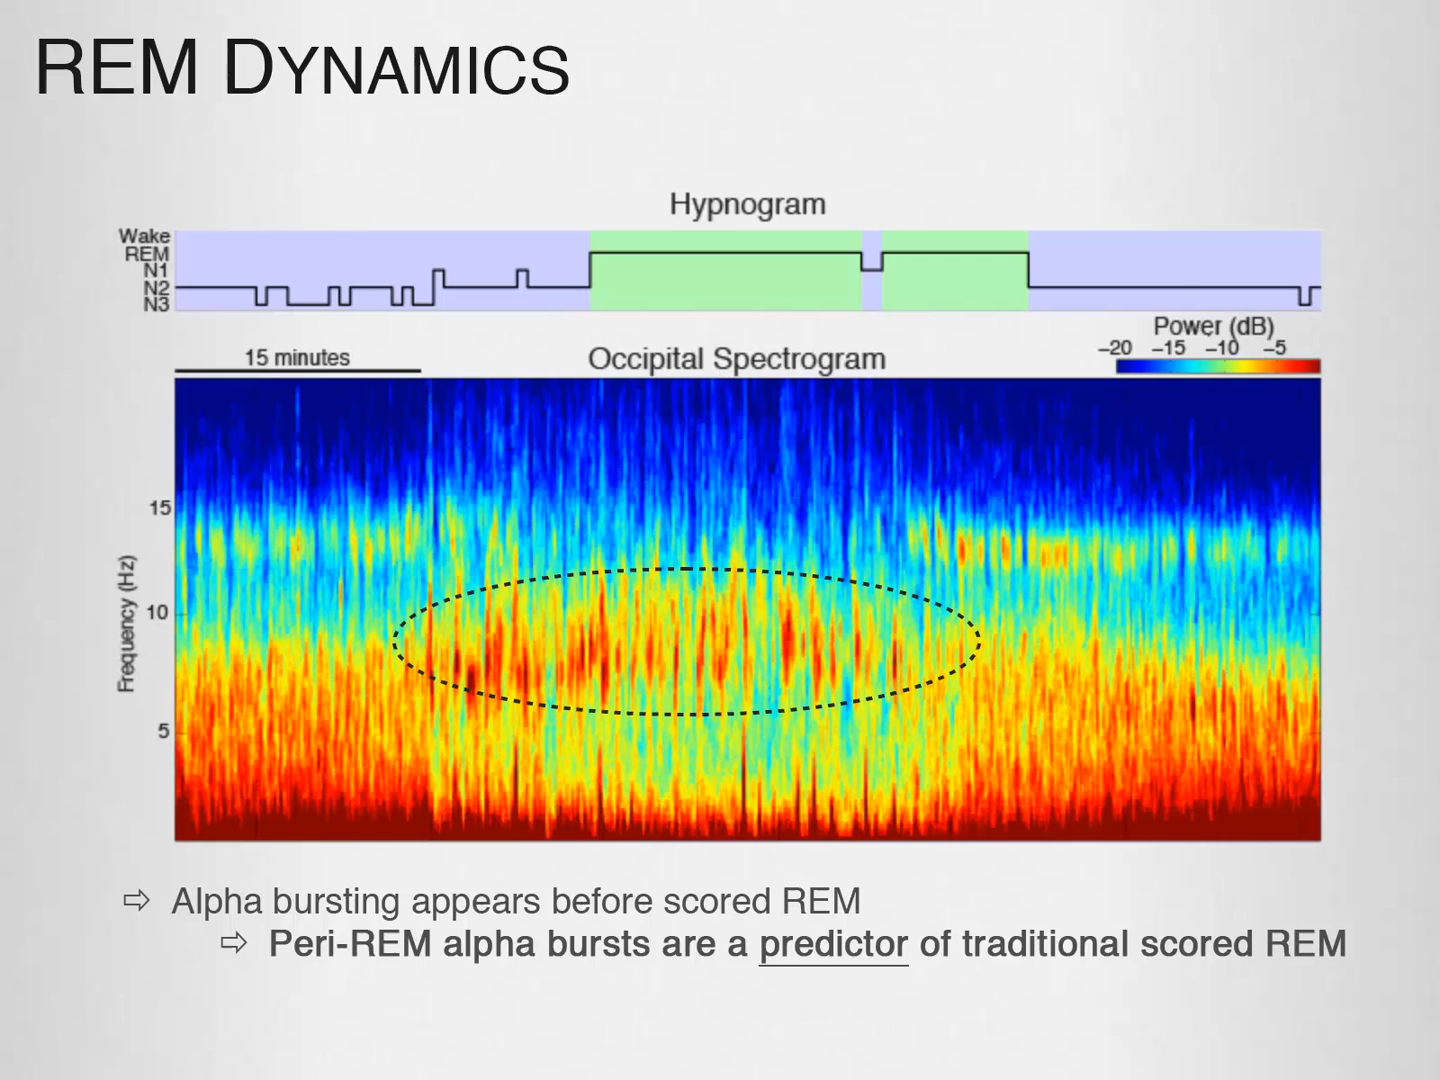 REM DYNAMICS
Hypnogram
Wake
REM
N1
N2
N3
Power (dB)
−20 −15 −10 −5
15 minutes
Occipital Spectrogram
15
10
5
Frequency (Hz)
⇨ Alpha bursting appears before scored REM
⇨ Peri-REM alpha bursts are a predictor of traditional scored REM